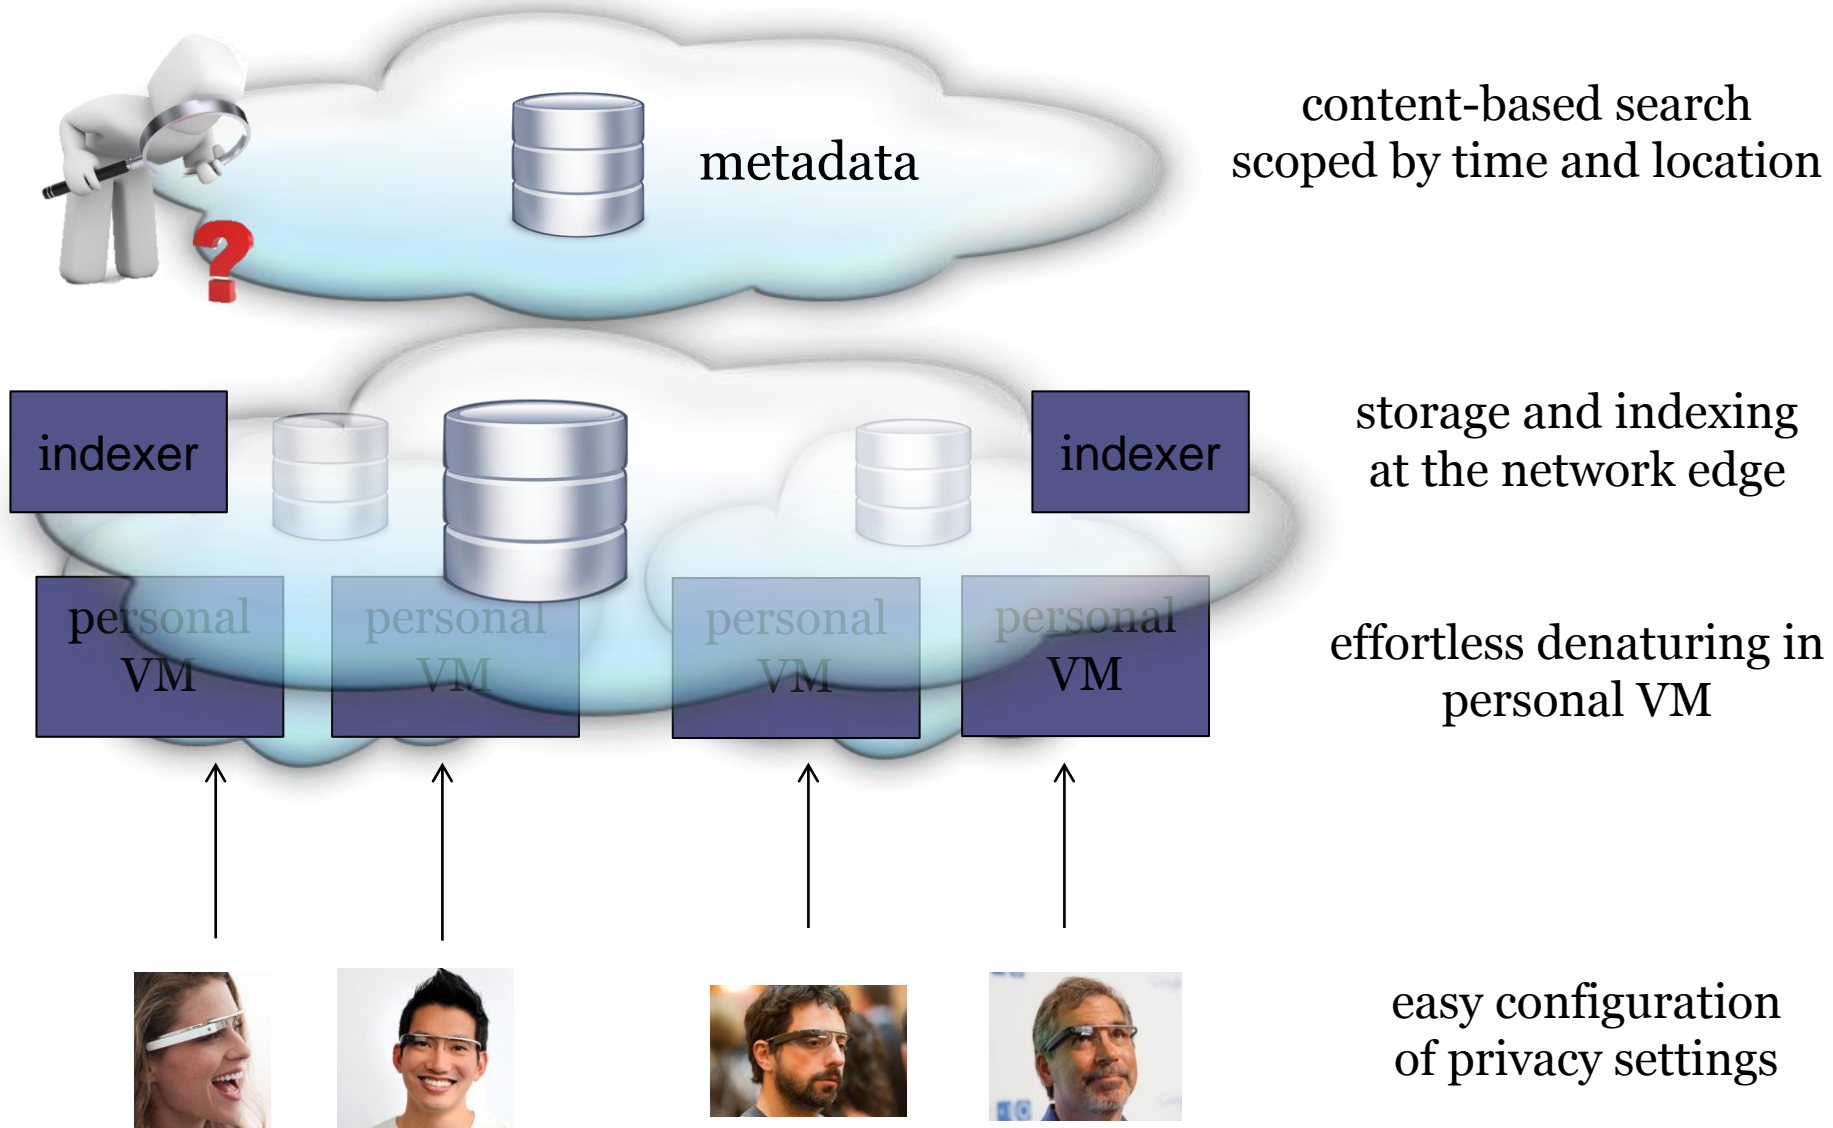 content-based search
scoped by time and location
metadata
storage and indexing
at the network edge
indexer
indexer
personal
VM
personal
VM
personal
VM
personal
VM
effortless denaturing in
personal VM
easy configuration
of privacy settings